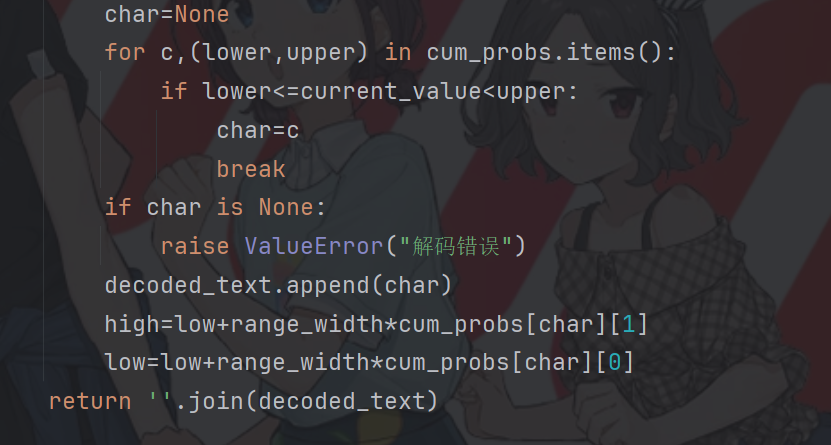 char=None
for c,(lower,upper) in cum_probs.items():
if lower<=current_value<upper:
char=c
break
if char is None:
raise ValueError("解码错误")
decoded_text.append(char)
high=low+range_width*cum_probs[char][1]
low=low+range_width*cum_probs[char][0]
return ''.join(decoded_text)